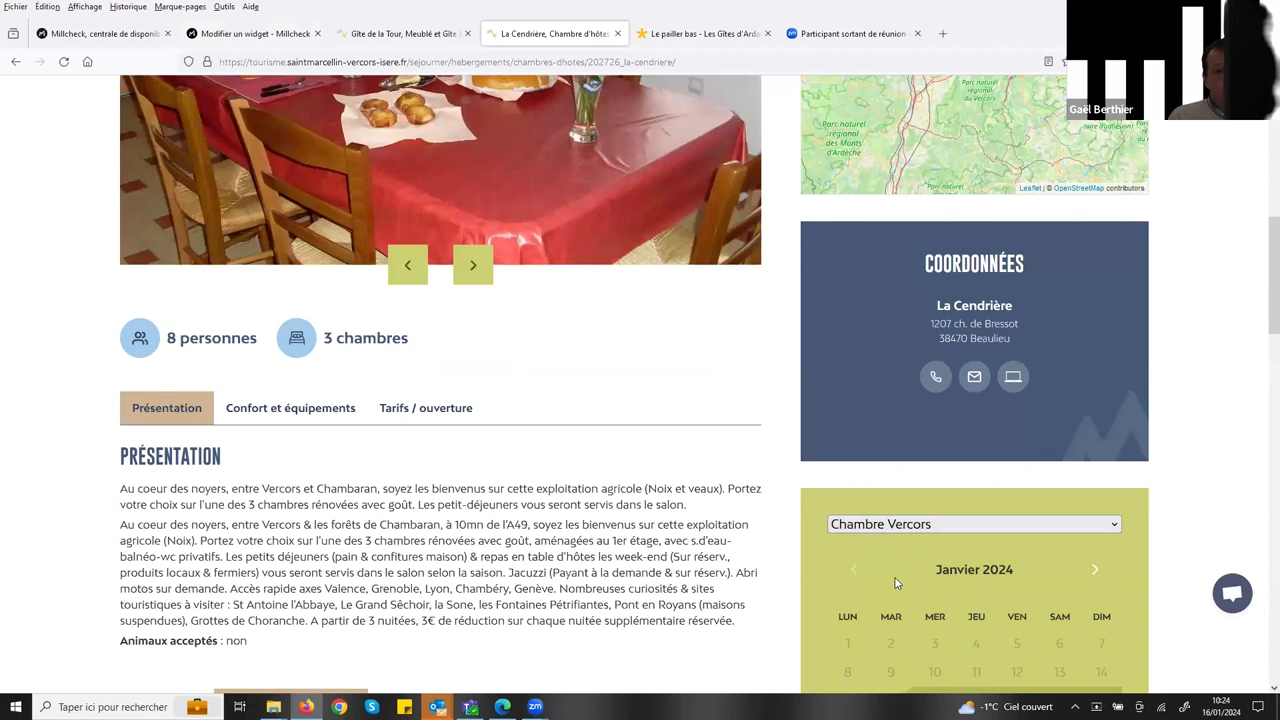 Fichier Édition Affichage Historique Marque-pages Outils Aide
Millcheck, centrale de disponib
Modifier un widget - Millcheck
Gîte de la Tour, Meublé et Gîte
La Cendrière, Chambre d'hôtes
Le pailler bas - Les Gîtes d'Arda
Participant sortant de réunion
https://tourisme.saintmarcellin-vercors-isere.fr/sejourner/hebergements/chambres-dhotes/202726_la-cendriere/
Gaël Berthier
Parc naturel
régional
du Vercors
Parc naturel
régional
des Monts
d'Ardèche
Parc naturel
Leaflet | © OpenStreetMap contributors
COORDONNÉES
La Cendrière
1207 ch. de Bressot
38470 Beaulieu
8 personnes
3 chambres
Présentation
Confort et équipements
Tarifs / ouverture
PRÉSENTATION
Au coeur des noyers, entre Vercors et Chambaran, soyez les bienvenus sur cette exploitation agricole (Noix et veaux). Portez
votre choix sur l'une des 3 chambres rénovées avec goût. Les petit-déjeuners vous seront servis dans le salon.
Au coeur des noyers, entre Vercors & les forêts de Chambaran, à 10mn de l'A49, soyez les bienvenus sur cette exploitation
agricole (Noix). Portez votre choix sur l'une des 3 chambres rénovées avec goût, aménagées au 1er étage, avec s.d'eau-
balnéo-wc privatifs. Les petits déjeuners (pain & confitures maison) & repas en table d'hôtes les week-end (Sur réserv.,
produits locaux & fermiers) vous seront servis dans le salon selon la saison. Jacuzzi (Payant à la demande & sur réserv.). Abri
motos sur demande. Accès rapide axes Valence, Grenoble, Lyon, Chambéry, Genève. Nombreuses curiosités & sites
touristiques à visiter : St Antoine l'Abbaye, Le Grand Sêchoir, la Sone, les Fontaines Pétrifiantes, Pont en Royans (maisons
suspendues), Grottes de Choranche. A partir de 3 nuitées, 3€ de réduction sur chaque nuitée supplémentaire réservée.
Animaux acceptés : non
Chambre Vercors
Janvier 2024
LUN MAR MER JEU VEN SAM DIM
1 2 3 4 5 6 7
8 9 10 11 12 13 14
Taper ici pour rechercher
-1°C Ciel couvert
10:24
16/01/2024